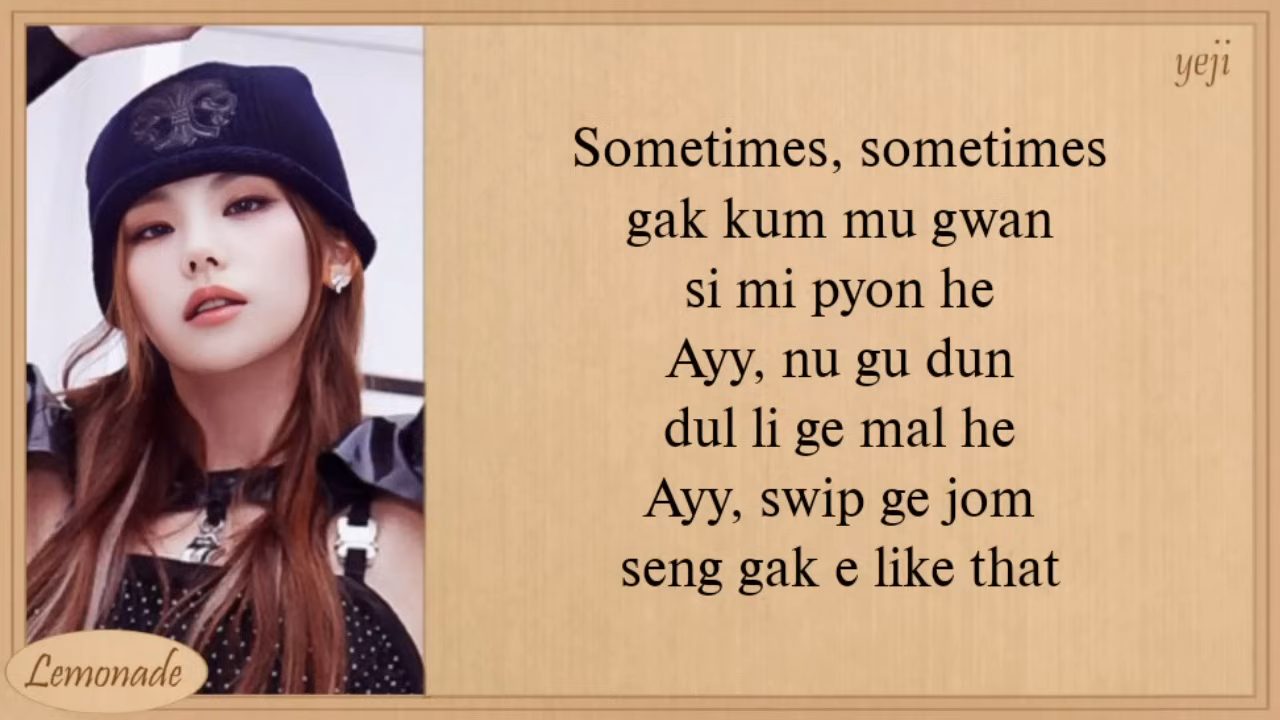 yeji
Sometimes, sometimes
gak kum mu gwan
si mi pyon he
Ayy, nu gu dun
dul li ge mal he
Ayy, swip ge jom
seng gak e like that
Lemonade